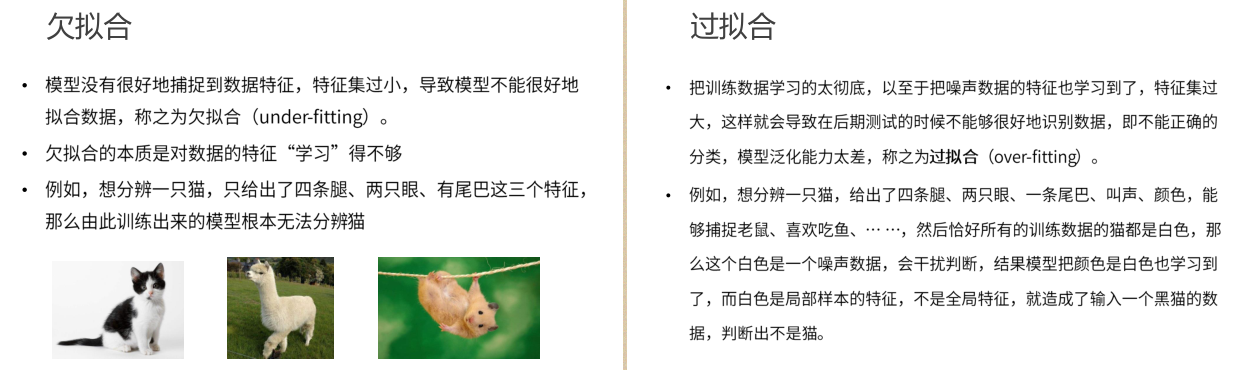 欠拟合
• 模型没有很好地捕捉到数据特征，特征集过小，导致模型不能很好地
拟合数据，称之为欠拟合（under-fitting）。
• 欠拟合的本质是对数据的特征“学习”得不够
• 例如，想分辨一只猫，只给出了四条腿、两只眼、有尾巴这三个特征，
那么由此训练出来的模型根本无法分辨猫
过拟合
• 把训练数据学习的太彻底，以至于把噪声数据的特征也学习到了，特征集过
大，这样就会导致在后期测试的时候不能够很好地识别数据，即不能正确的
分类，模型泛化能力太差，称之为过拟合（over-fitting）。
• 例如，想分辨一只猫，给出了四条腿、两只眼、一条尾巴、叫声、颜色，能
够捕捉老鼠、喜欢吃鱼、… …，然后恰好所有的训练数据的猫都是白色，那
么这个白色是一个噪声数据，会干扰判断，结果模型把颜色是白色也学习到
了，而白色是局部样本的特征，不是全局特征，就造成了输入一个黑猫的数
据，判断出不是猫。